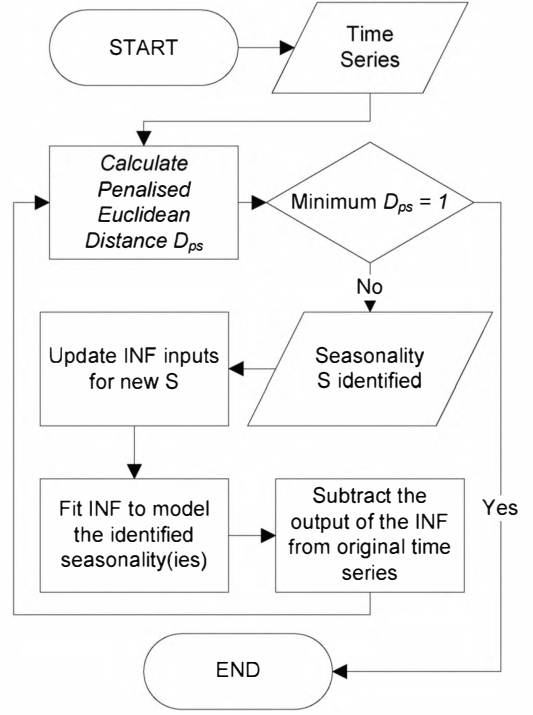 START
Time
Series
Calculate
Penalised
Euclidean
Distance Dps
Minimum Dps = 1
No
Seasonality
S identified
Update INF inputs
for new S
Fit INF to model
the identified
seasonality(ies)
Subtract the
output of the INF
from original time
series
Yes
END